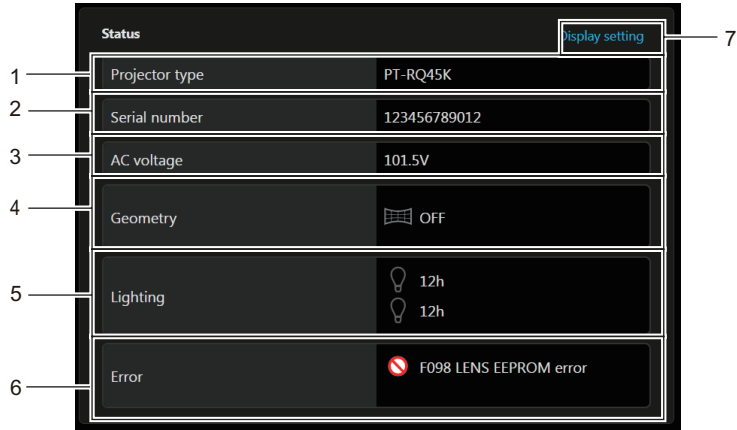 Status
Display setting
7
1
Projector type
PT-RQ45K
2
Serial number
123456789012
3
AC voltage
101.5V
4
Geometry
OFF
5
Lighting
12h
12h
6
Error
F098 LENS EEPROM error